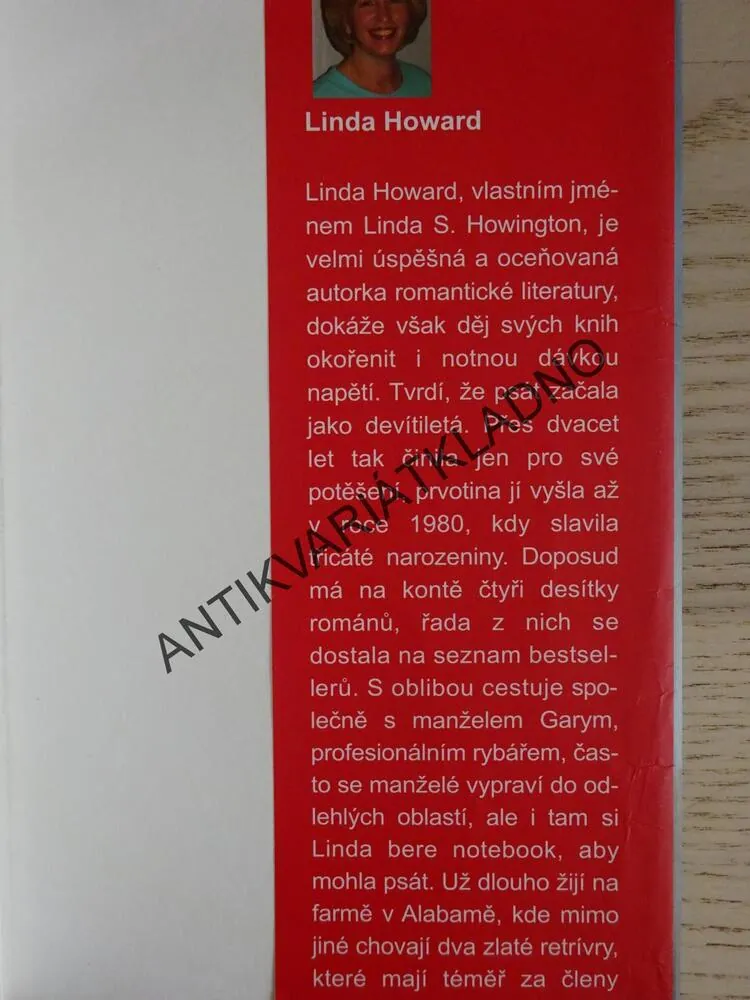 Linda Howard
Linda Howard, vlastním jmé-
nem Linda S. Howington, je
velmi úspěšná a oceňovaná
autorka romantické literatury,
dokáže však děj svých knih
okořenit i notnou dávkou
napětí. Tvrdí, že psát začala
jako devítiletá. Přes dvacet
let tak činila jen pro své
potěšení, prvotina jí vyšla až
v roce 1980, kdy slavila
třicáté narozeniny. Doposud
má na kontě čtyři desítky
románů, řada z nich se
dostala na seznam bestsel-
lerů. S oblibou cestuje spo-
lečně s manželem Garym,
profesionálním rybářem, čas-
to se manželé vypraví do od-
lehlých oblastí, ale i tam si
Linda bere notebook, aby
mohla psát. Už dlouho žijí na
farmě v Alabamě, kde mimo
jiné chovají dva zlaté retrívry,
které mají téměř za členy
ANTIKVARIÁTKLADNO